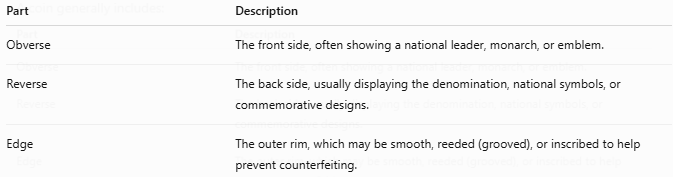 Part Description
Obverse The front side, often showing a national leader, monarch, or emblem.
Reverse The back side, usually displaying the denomination, national symbols, or
commemorative designs.
Edge The outer rim, which may be smooth, reeded (grooved), or inscribed to help
prevent counterfeiting.